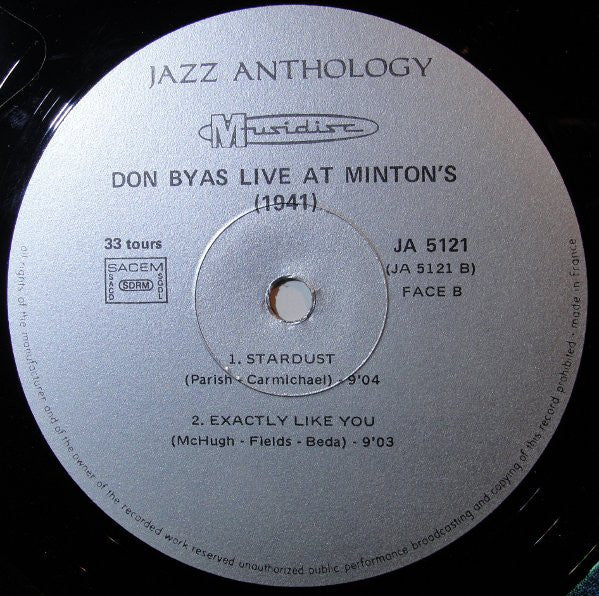 JAZZ ANTHOLOGY
Musidisc
DON BYAS LIVE AT MINTON'S
(1941)
33 tours
SACEM
SACD
SDRM
SGDL
JA 5121
(JA 5121 B)
FACE B
1. STARDUST
(Parish - Carmichael) - 9'04
2. EXACTLY LIKE YOU
(McHugh - Fields - Beda) - 9'03
all rights of the manufacturer and of the owner of the recorded work reserved unauthorized public performance broadcasting and copying of this record prohibited - made in France